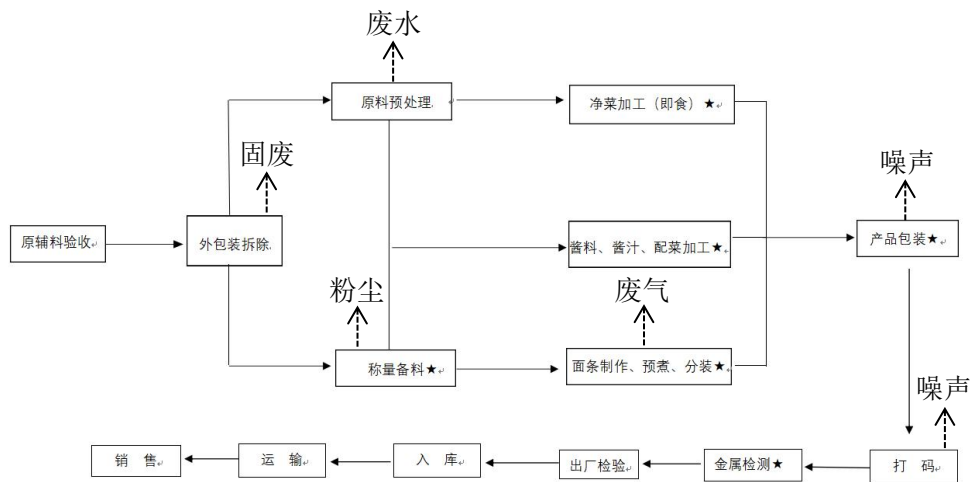 废水
原料预处理
净菜加工（即食）★
固废
噪声
原辅料验收
外包装拆除
酱料、酱汁、配菜加工★
产品包装★
粉尘
废气
称量备料★
面条制作、预煮、分装★
噪声
销 售
运 输
入 库
出厂检验
金属检测★
打 码